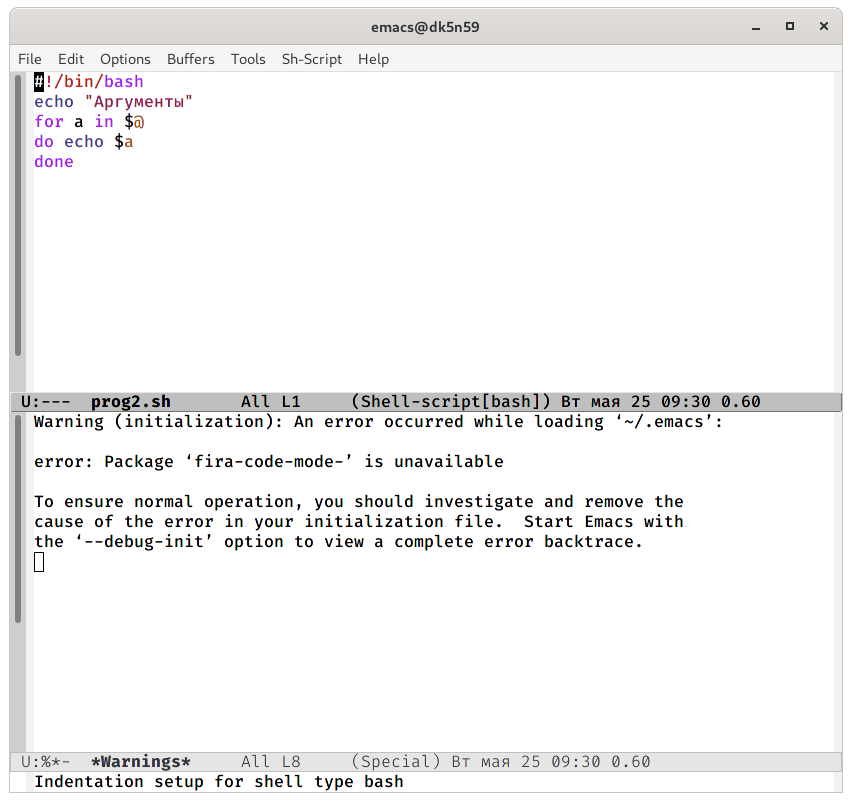 emacs@dk5n59
File Edit Options Buffers Tools Sh-Script Help
#!/bin/bash
echo "Аргументы"
for a in $@
do echo $a
done
U:--- prog2.sh All L1 (Shell-script[bash]) Вт мая 25 09:30 0.60
Warning (initialization): An error occurred while loading ‘~/.emacs’:
error: Package ‘fira-code-mode-’ is unavailable
To ensure normal operation, you should investigate and remove the
cause of the error in your initialization file.  Start Emacs with
the ‘--debug-init’ option to view a complete error backtrace.
U:%*- *Warnings* All L8 (Special) Вт мая 25 09:30 0.60
Indentation setup for shell type bash